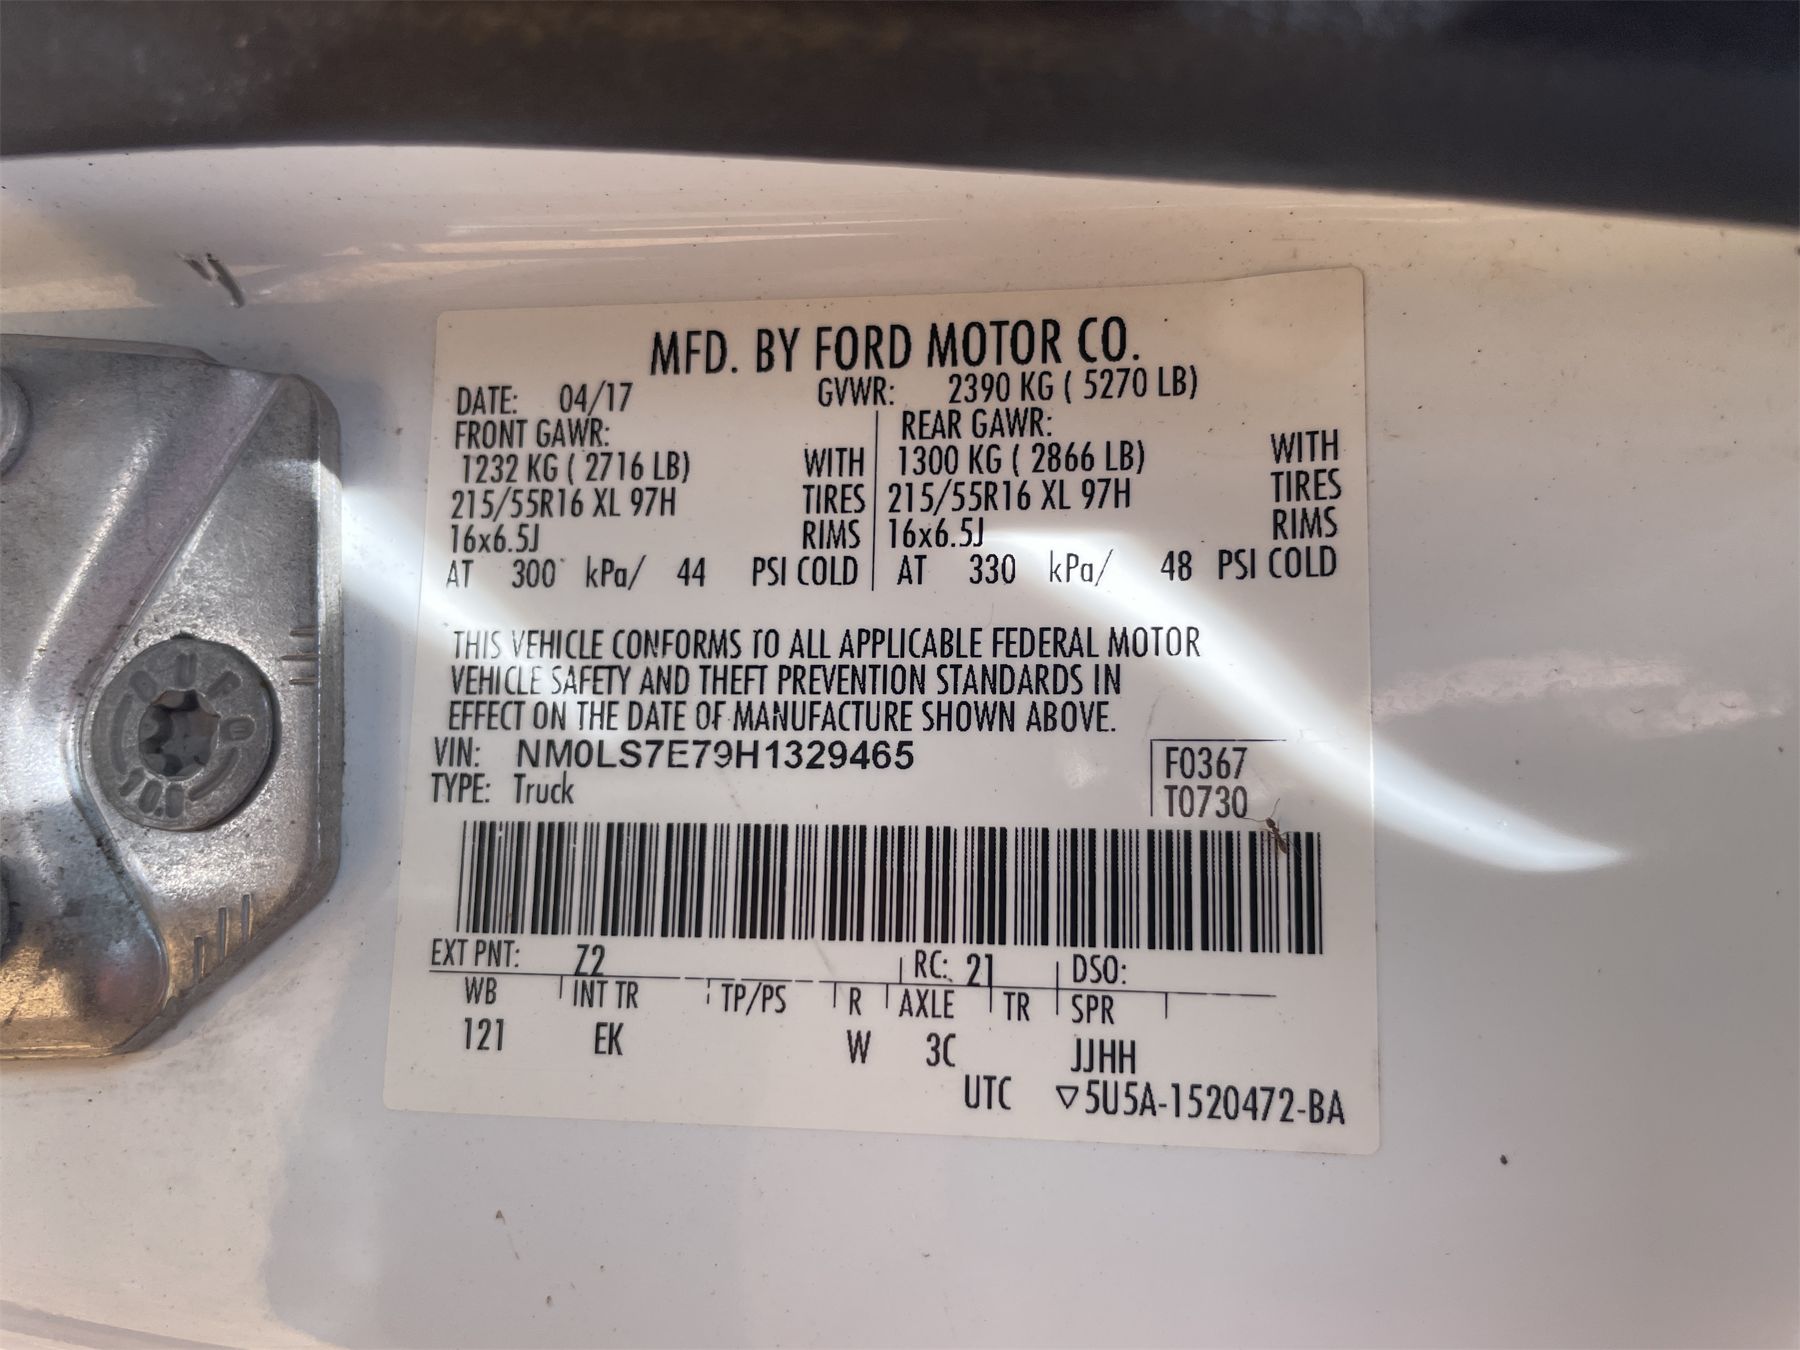 MFD. BY FORD MOTOR CO.
DATE: 04/17 GVWR: 2390 KG ( 5270 LB)
FRONT GAWR: REAR GAWR:
1232 KG ( 2716 LB) WITH 1300 KG ( 2866 LB) WITH
215/55R16 XL 97H TIRES 215/55R16 XL 97H TIRES
16x6.5J RIMS 16x6.5J RIMS
AT 300 kPa/ 44 PSI COLD AT 330 kPa/ 48 PSI COLD
THIS VEHICLE CONFORMS TO ALL APPLICABLE FEDERAL MOTOR
VEHICLE SAFETY AND THEFT PREVENTION STANDARDS IN
EFFECT ON THE DATE OF MANUFACTURE SHOWN ABOVE.
VIN: NM0LS7E79H1329465 F0367
TYPE: Truck T0730
EXT PNT: Z2 RC: 21 DSO:
WB INT TR TP/PS R AXLE TR SPR
121 EK W 3C JJHH
UTC ▽5U5A-1520472-BA
10.9